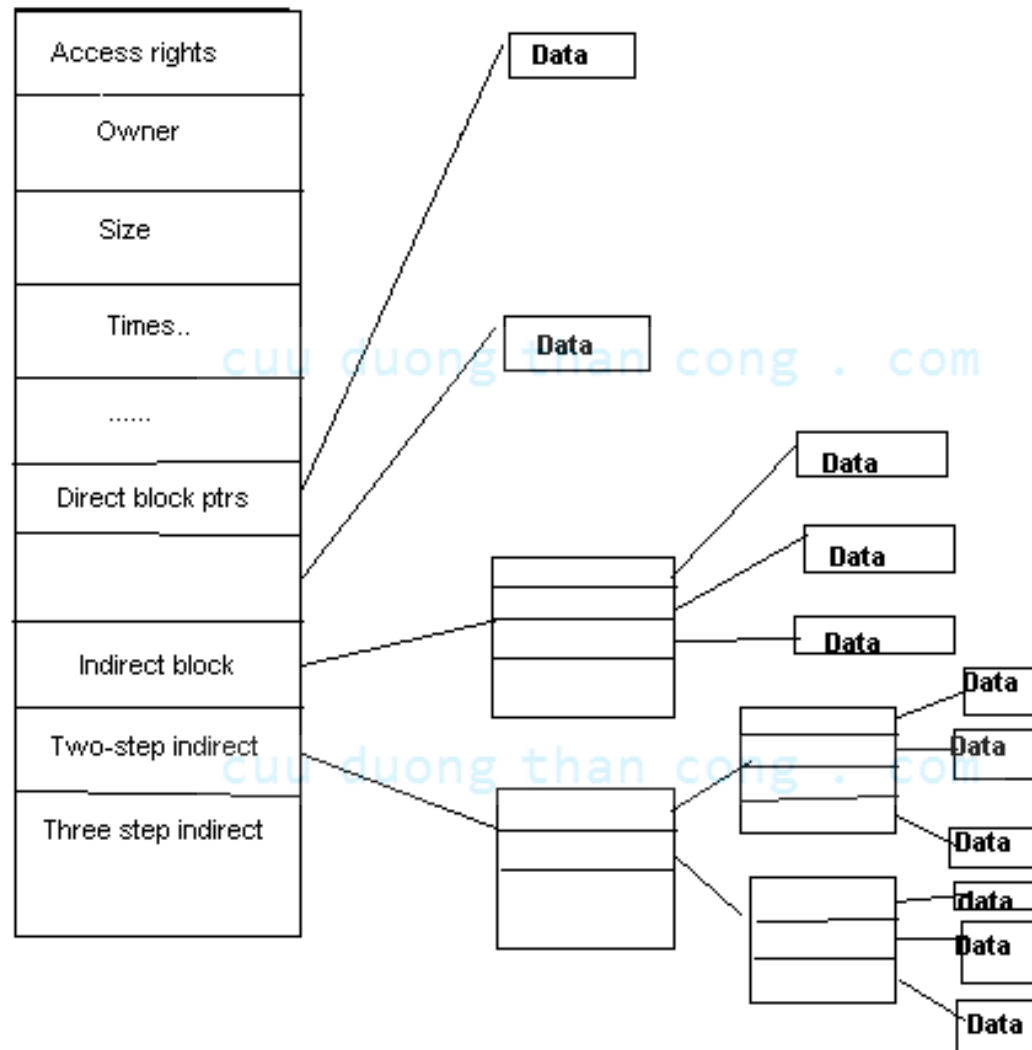 Access rights
Data
Owner
Size
Times..
Data
cuu duong than cong . com
......
Data
Direct block ptrs
Data
Data
Indirect block
Data
Two-step indirect
Data
cuu duong than cong . com
Three step indirect
Data
data
Data
Data